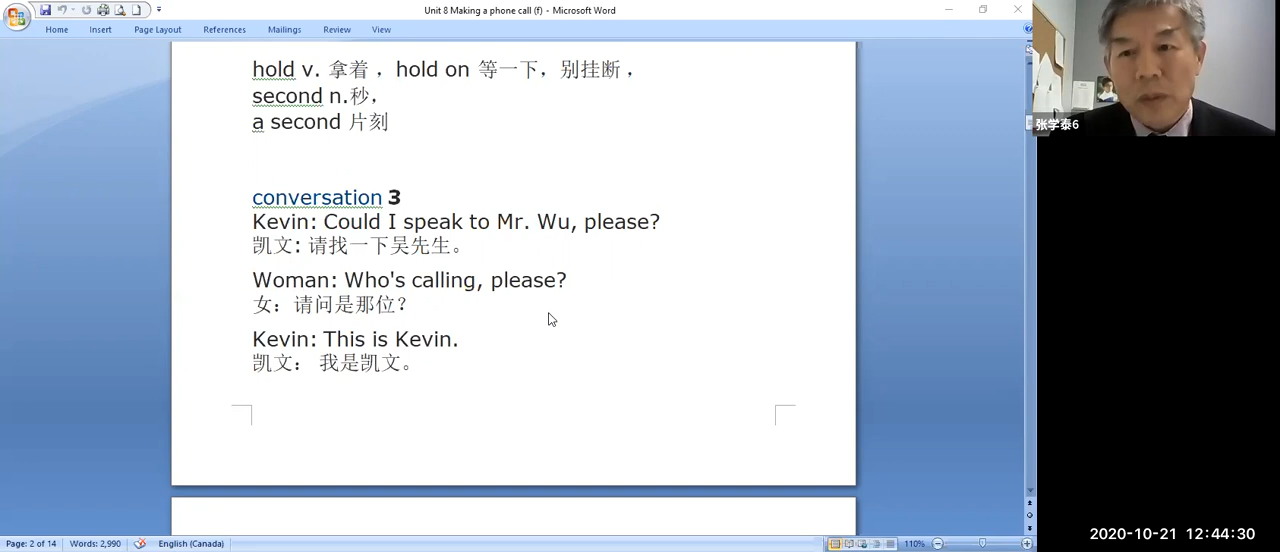 Unit 8 Making a phone call (f) - Microsoft Word
Home Insert Page Layout References Mailings Review View
hold v. 拿着 ，hold on 等一下，别挂断 ，
second n.秒，
a second 片刻
张学泰6
conversation 3
Kevin: Could I speak to Mr. Wu, please?
凯文: 请找一下吴先生。
Woman: Who's calling, please?
女：请问是那位？
Kevin: This is Kevin.
凯文： 我是凯文。
2020-10-21 12:44:30
Page: 2 of 14 Words: 2,990 English (Canada) 110%